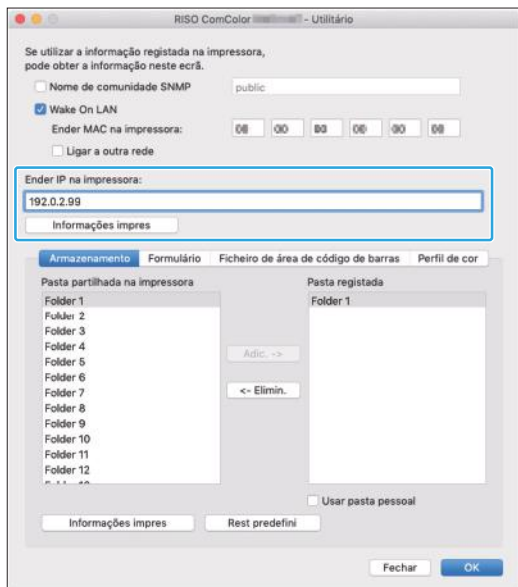 RISO ComColor - Utilitário
Se utilizar a informação registada na impressora,
pode obter a informação neste ecrã.
Nome de comunidade SNMP public
Wake On LAN
Ender MAC na impressora:
Ligar a outra rede
Ender IP na impressora:
192.0.2.99
Informações impres
Armazenamento Formulário Ficheiro de área de código de barras Perfil de cor
Pasta partilhada na impressora Pasta registada
Folder 1 Folder 1
Folder 2
Folder 3
Folder 4
Folder 5
Adic. ->
Folder 6
Folder 7
<- Elimin.
Folder 8
Folder 9
Folder 10
Folder 11
Folder 12
Usar pasta pessoal
Informações impres Rest predefini
Fechar OK